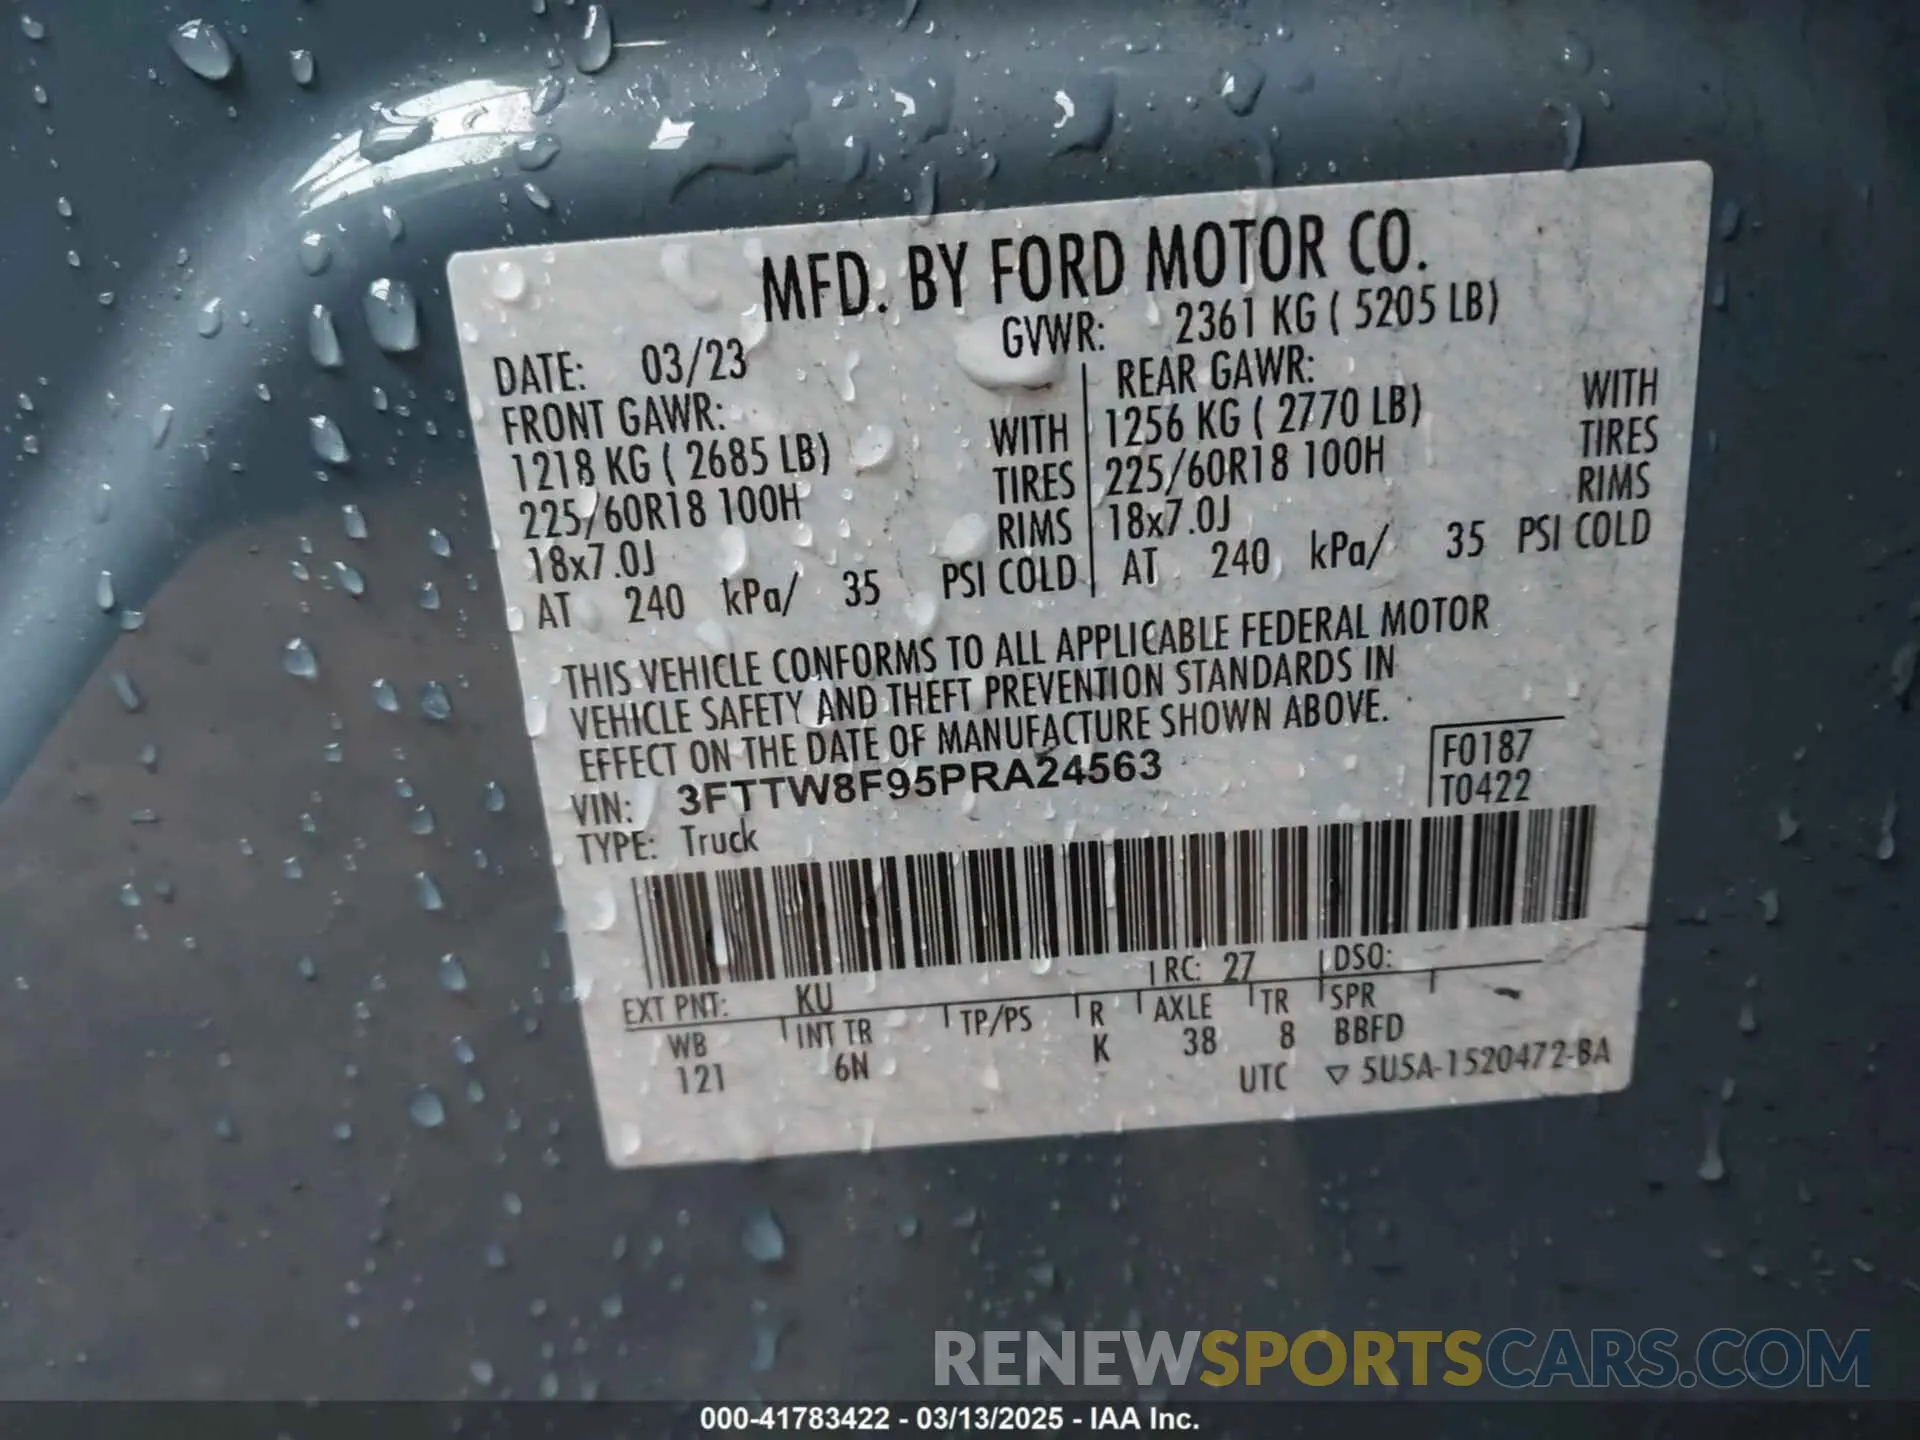 MFD. BY FORD MOTOR CO.
DATE: 03/23 GVWR: 2361 KG ( 5205 LB)
FRONT GAWR: REAR GAWR:
1218 KG ( 2685 LB) WITH 1256 KG ( 2770 LB) WITH
225/60R18 100H TIRES 225/60R18 100H TIRES
18x7.0J RIMS 18x7.0J RIMS
AT 240 kPa/ 35 PSI COLD AT 240 kPa/ 35 PSI COLD
THIS VEHICLE CONFORMS TO ALL APPLICABLE FEDERAL MOTOR
VEHICLE SAFETY AND THEFT PREVENTION STANDARDS IN
EFFECT ON THE DATE OF MANUFACTURE SHOWN ABOVE.
VIN: 3FTTW8F95PRA24563 F0187
TYPE: Truck T0422
EXT PNT: KU RC: 27 DSO:
WB INT TR TP/PS R AXLE TR SPR
121 6N K 38 8 BBFD
UTC ▽ 5U5A-1520472-BA
RENEWSPORTSCARS.COM
000-41783422 - 03/13/2025 - IAA Inc.